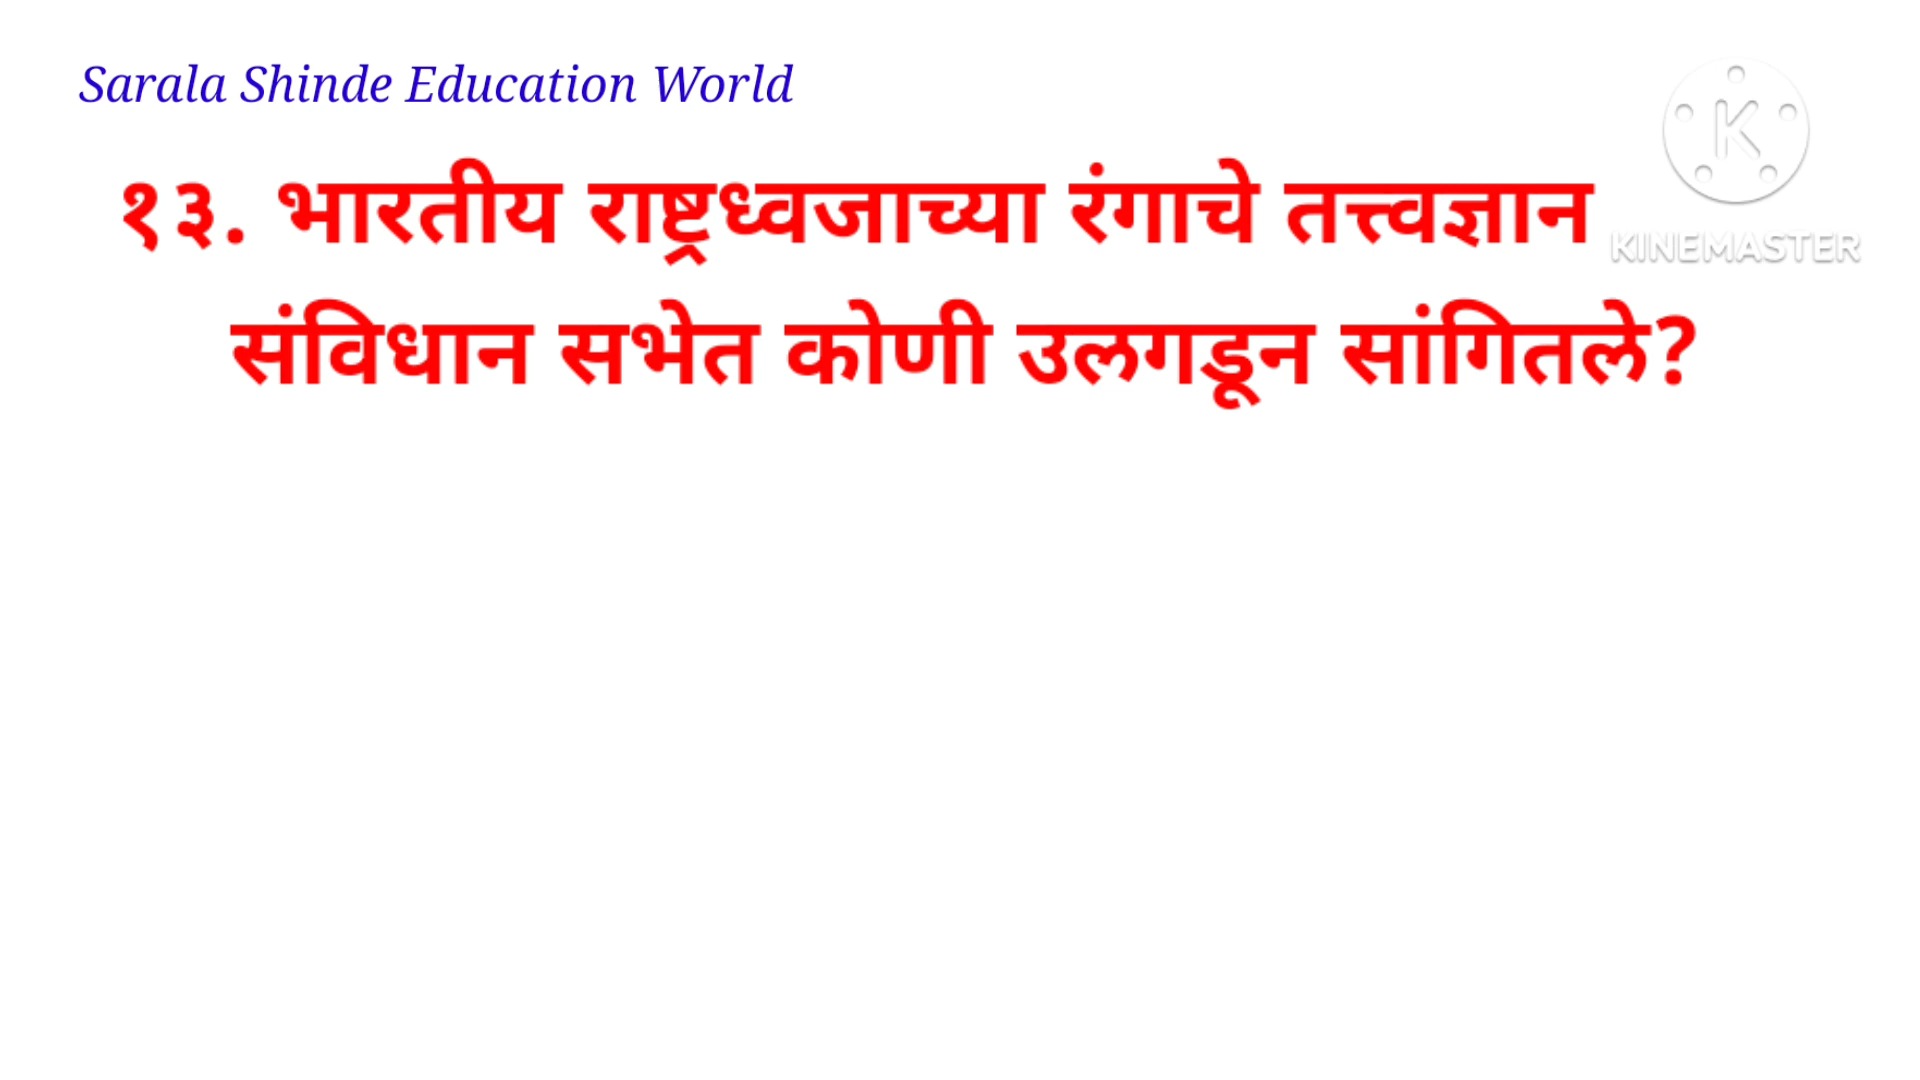 Sarala Shinde Education World
१३. भारतीय राष्ट्रध्वजाच्या रंगाचे तत्त्वज्ञान
संविधान सभेत कोणी उलगडून सांगितले?
K
KINEMASTER